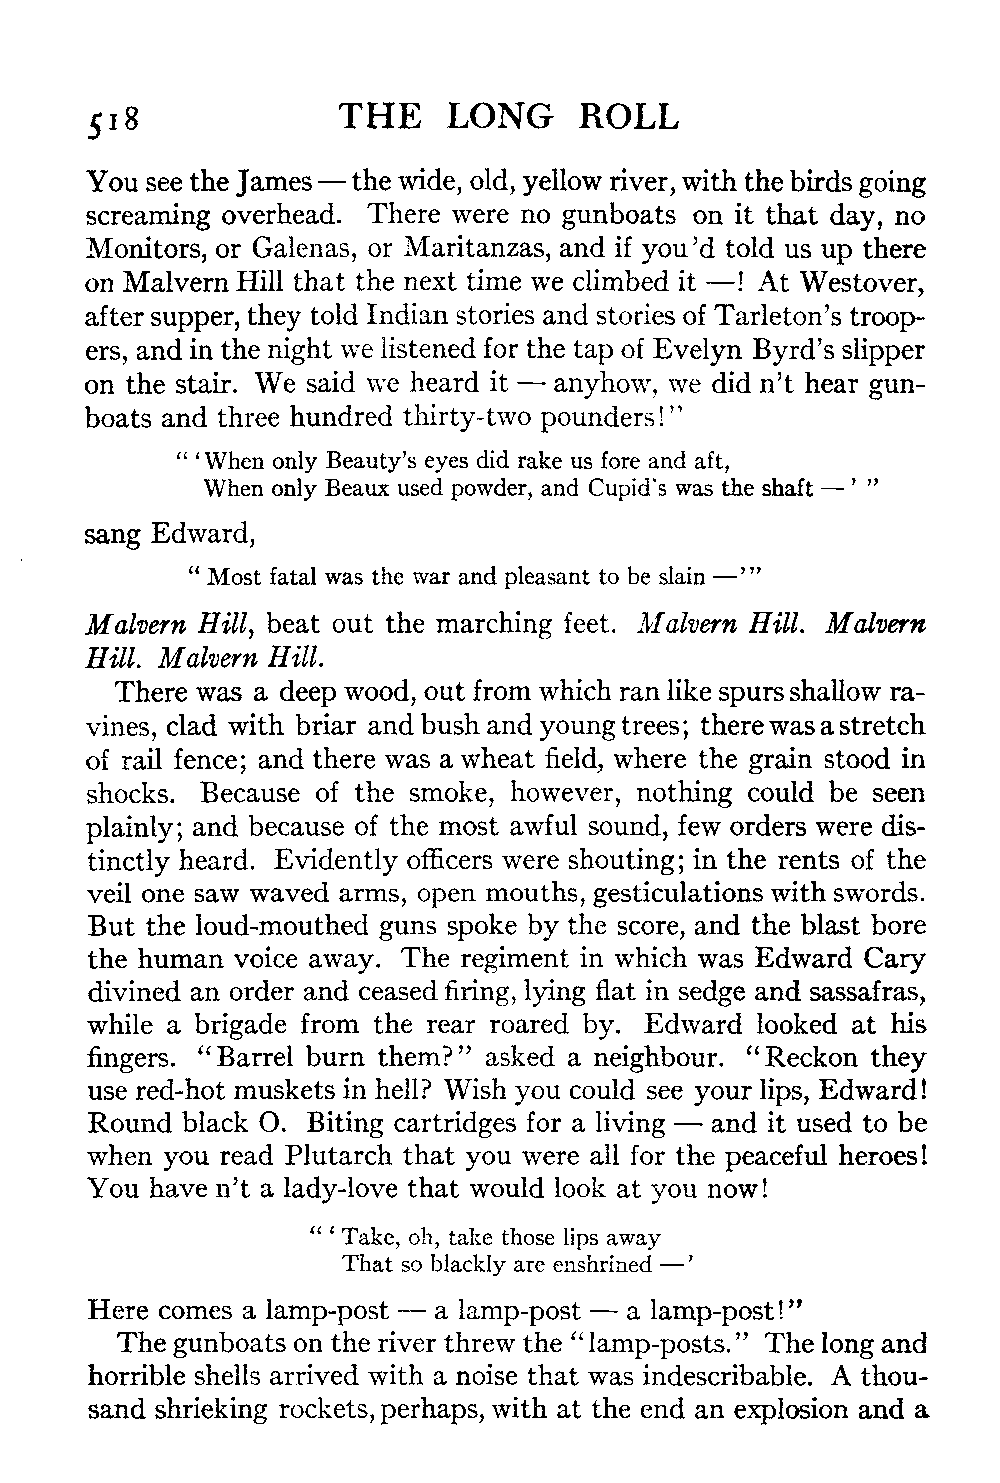 518 THE LONG ROLL
You see the James — the wide, old, yellow river, with the birds going
screaming overhead. There were no gunboats on it that day, no
Monitors, or Galenas, or Maritanzas, and if you 'd told us up there
on Malvern Hill that the next time we climbed it —! At Westover,
after supper, they told Indian stories and stories of Tarleton's troop-
ers, and in the night we listened for the tap of Evelyn Byrd's slipper
on the stair. We said we heard it — anyhow, we did n't hear gun-
boats and three hundred thirty-two pounders!"
" 'When only Beauty's eyes did rake us fore and aft,
When only Beaux used powder, and Cupid's was the shaft — ' "
sang Edward,
" Most fatal was the war and pleasant to be slain —' "
Malvern Hill, beat out the marching feet. Malvern Hill. Malvern
Hill. Malvern Hill.
There was a deep wood, out from which ran like spurs shallow ra-
vines, clad with briar and bush and young trees; there was a stretch
of rail fence; and there was a wheat field, where the grain stood in
shocks. Because of the smoke, however, nothing could be seen
plainly; and because of the most awful sound, few orders were dis-
tinctly heard. Evidently officers were shouting; in the rents of the
veil one saw waved arms, open mouths, gesticulations with swords.
But the loud-mouthed guns spoke by the score, and the blast bore
the human voice away. The regiment in which was Edward Cary
divined an order and ceased firing, lying flat in sedge and sassafras,
while a brigade from the rear roared by. Edward looked at his
fingers. "Barrel burn them?" asked a neighbour. "Reckon they
use red-hot muskets in hell? Wish you could see your lips, Edward!
Round black O. Biting cartridges for a living — and it used to be
when you read Plutarch that you were all for the peaceful heroes!
You have n't a lady-love that would look at you now!
" 'Take, oh, take those lips away
That so blackly are enshrined —'
Here comes a lamp-post — a lamp-post — a lamp-post!"
The gunboats on the river threw the "lamp-posts." The long and
horrible shells arrived with a noise that was indescribable. A thou-
sand shrieking rockets, perhaps, with at the end an explosion and a